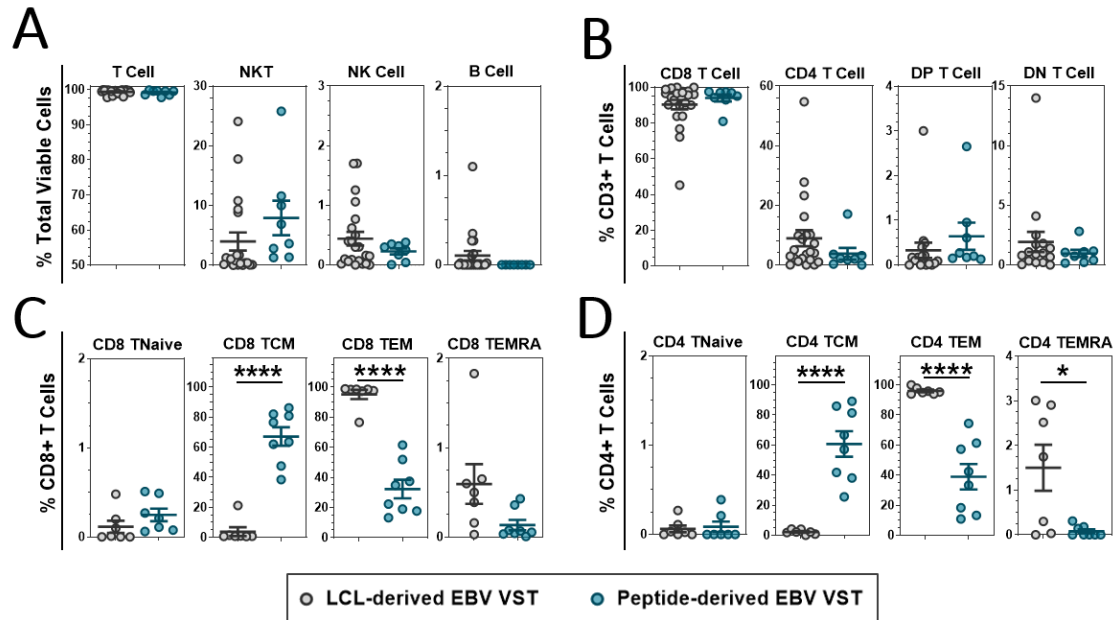 A
B
T Cell NKT NK Cell B Cell
CD8 T Cell CD4 T Cell DP T Cell DN T Cell
% Total Viable Cells
100 90 80 70 60 50
30 20 10 0
3 2 1 0
2 1 0
% CD3+ T Cells
100 80 60 40 20 0
60 40 20 0
4 3 2 1 0
15 10 5 0
C
D
CD8 TNaive CD8 TCM CD8 TEM CD8 TEMRA
CD4 TNaive CD4 TCM CD4 TEM CD4 TEMRA
% CD8+ T Cells
2 1 0
100 80 60 40 20 0
****
100 80 60 40 20 0
****
2 1 0
% CD4+ T Cells
2 1 0
100 80 60 40 20 0
****
100 80 60 40 20 0
****
4 3 2 1 0
*
LCL-derived EBV VST Peptide-derived EBV VST